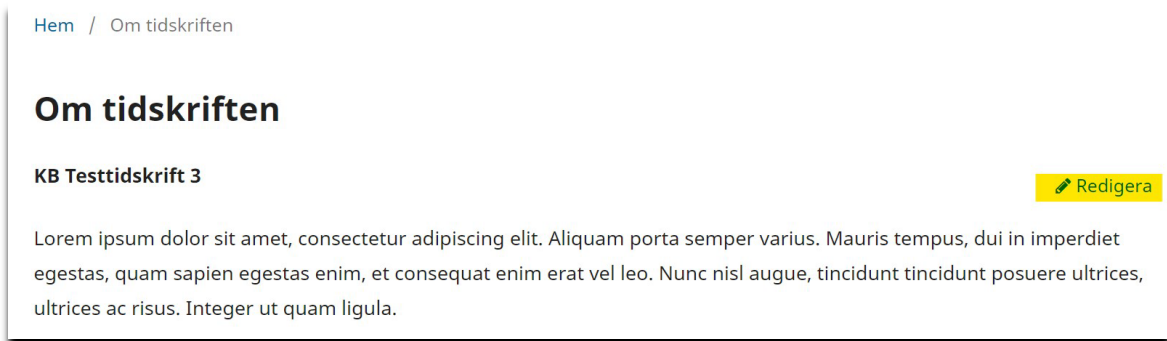 Hem / Om tidskriften
Om tidskriften
KB Testtidskrift 3
Redigera
Lorem ipsum dolor sit amet, consectetur adipiscing elit. Aliquam porta semper varius. Mauris tempus, dui in imperdiet
egestas, quam sapien egestas enim, et consequat enim erat vel leo. Nunc nisl augue, tincidunt tincidunt posuere ultrices,
ultrices ac risus. Integer ut quam ligula.